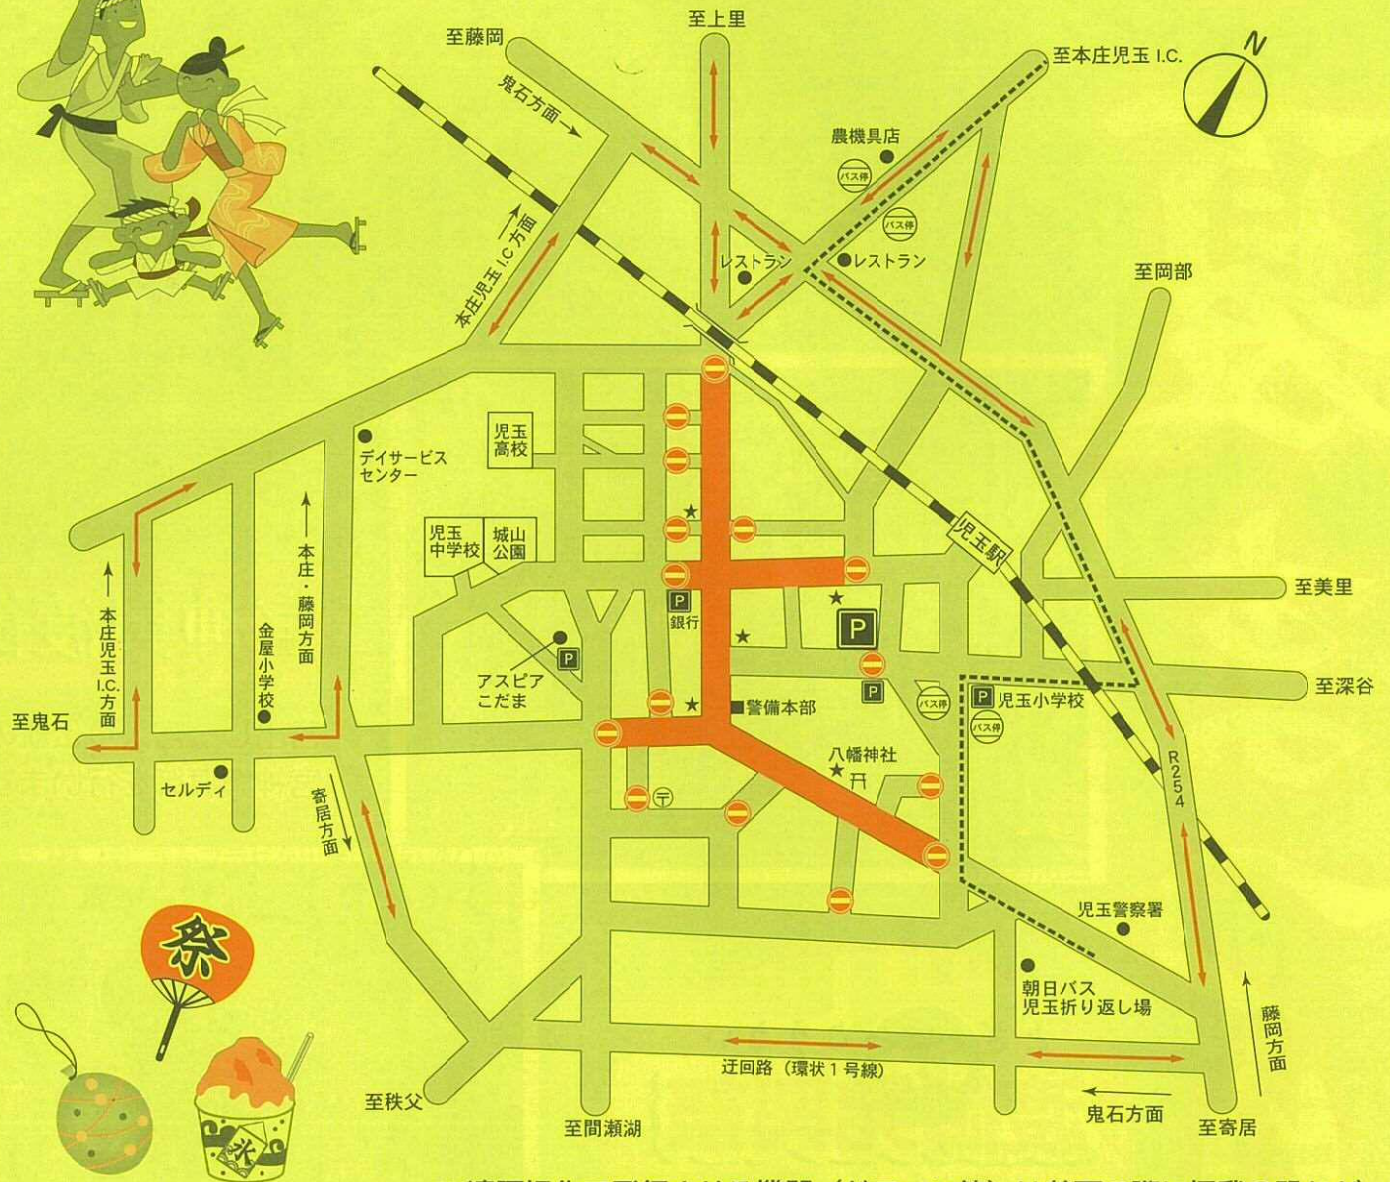 至上里
至藤岡
N
至本庄児玉 I.C.
鬼石方面→
農機具店
バス停
バス停
本庄児玉 I.C 方面→
レストラン
レストラン
至岡部
児玉
高校
デイサービス
センター
児玉
中学校
城山
公園
児玉駅
←本庄・藤岡方面
←本庄児玉 I.C.方面
至美里
P
銀行
P
金屋小学校
アスピア
こだま
P
P
至深谷
P
児玉小学校
バス停
バス停
至鬼石
警備本部
八幡神社
セルディ
寄居方面→
〒
R254
祭
児玉警察署
朝日バス
児玉折り返し場
藤岡方面
迂回路（環状１号線）
至秩父
鬼石方面
至間瀬湖
至寄居
氷